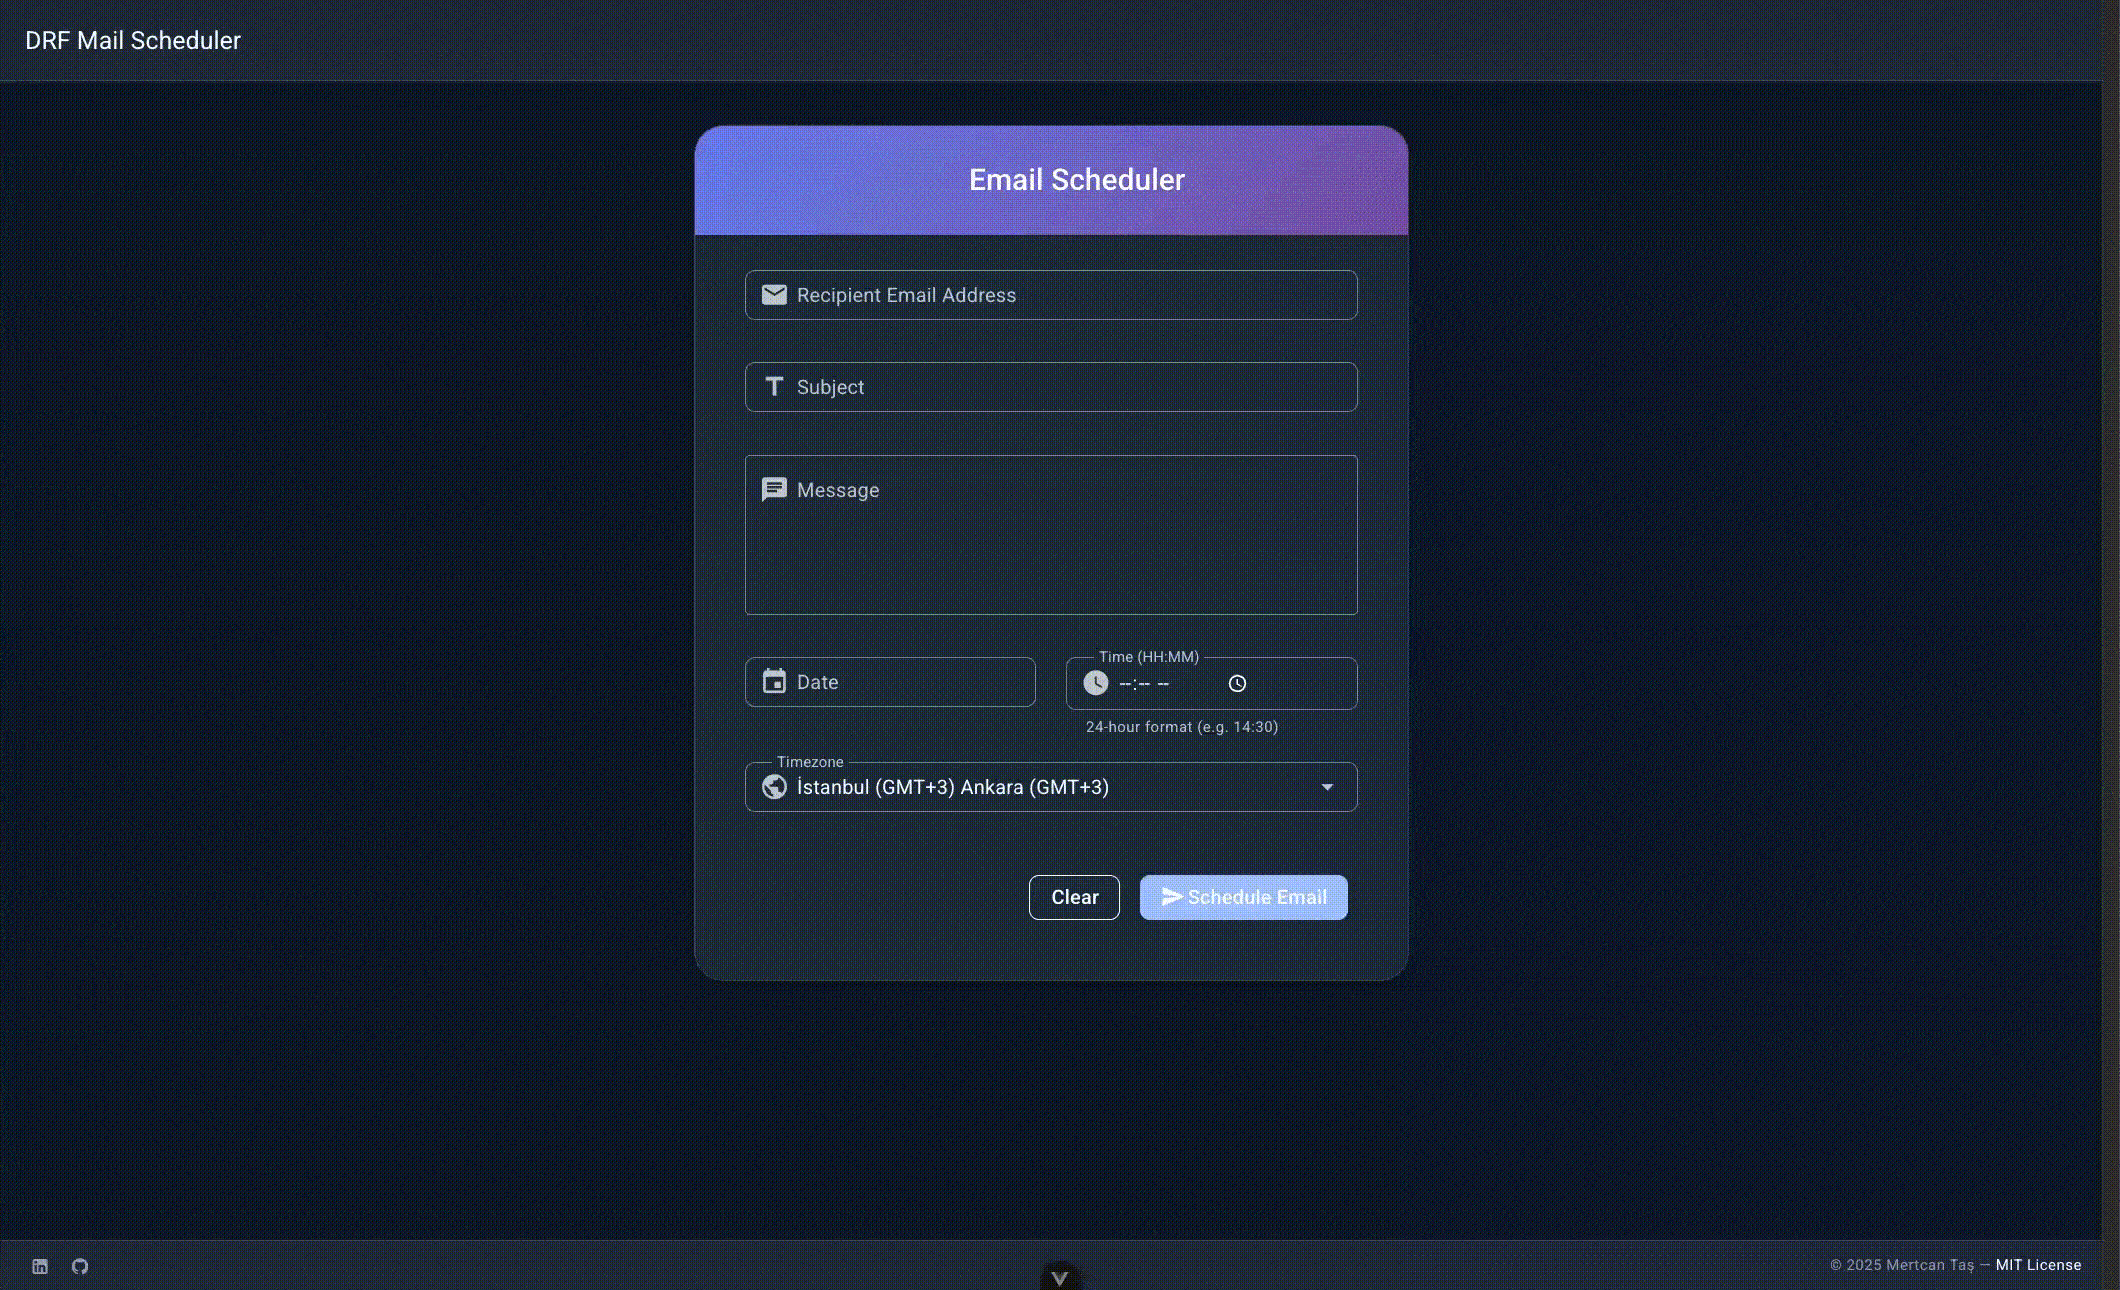 DRF Mail Scheduler
Email Scheduler
Recipient Email Address
Subject
Message
Date
Time (HH:MM)
--:-- --
24-hour format (e.g. 14:30)
Timezone
İstanbul (GMT+3) Ankara (GMT+3)
Clear
Schedule Email
© 2025 Mertcan Taş — MIT License